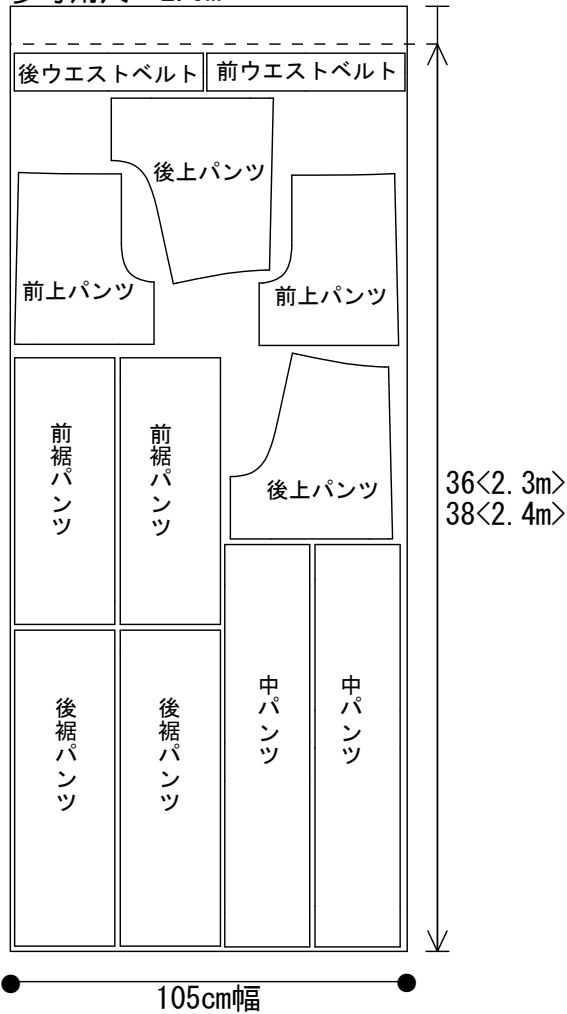 後ウエストベルト
前ウエストベルト
後上パンツ
前上パンツ
前上パンツ
前裾パンツ
前裾パンツ
後上パンツ
36<2.3m>
38<2.4m>
後裾パンツ
後裾パンツ
中パンツ
中パンツ
105cm幅